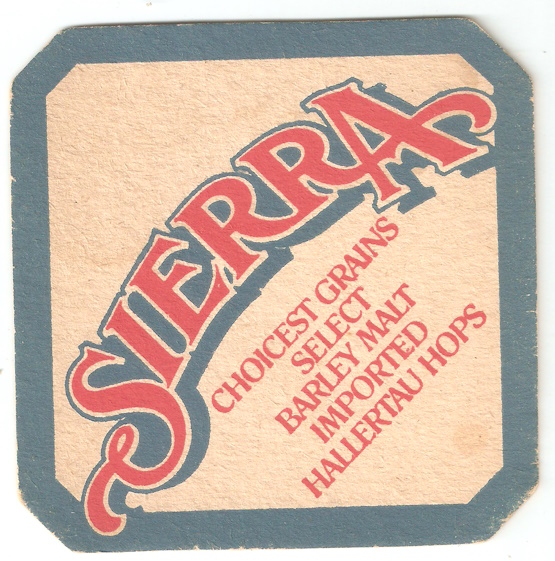 SIERRA
CHOICEST GRAINS
SELECT
BARLEY MALT
IMPORTED
HALLERTAU HOPS